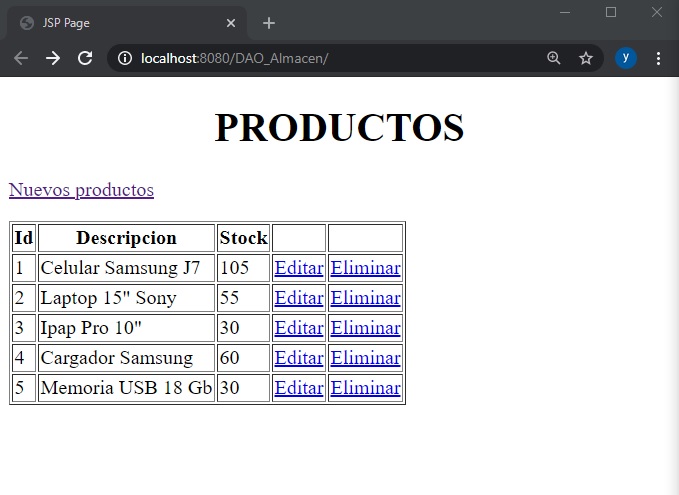 JSP Page
localhost:8080/DAO_Almacen/
y
PRODUCTOS
Nuevos productos
Id Descripcion Stock
1 Celular Samsung J7 105 Editar Eliminar
2 Laptop 15" Sony 55 Editar Eliminar
3 Ipap Pro 10" 30 Editar Eliminar
4 Cargador Samsung 60 Editar Eliminar
5 Memoria USB 18 Gb 30 Editar Eliminar